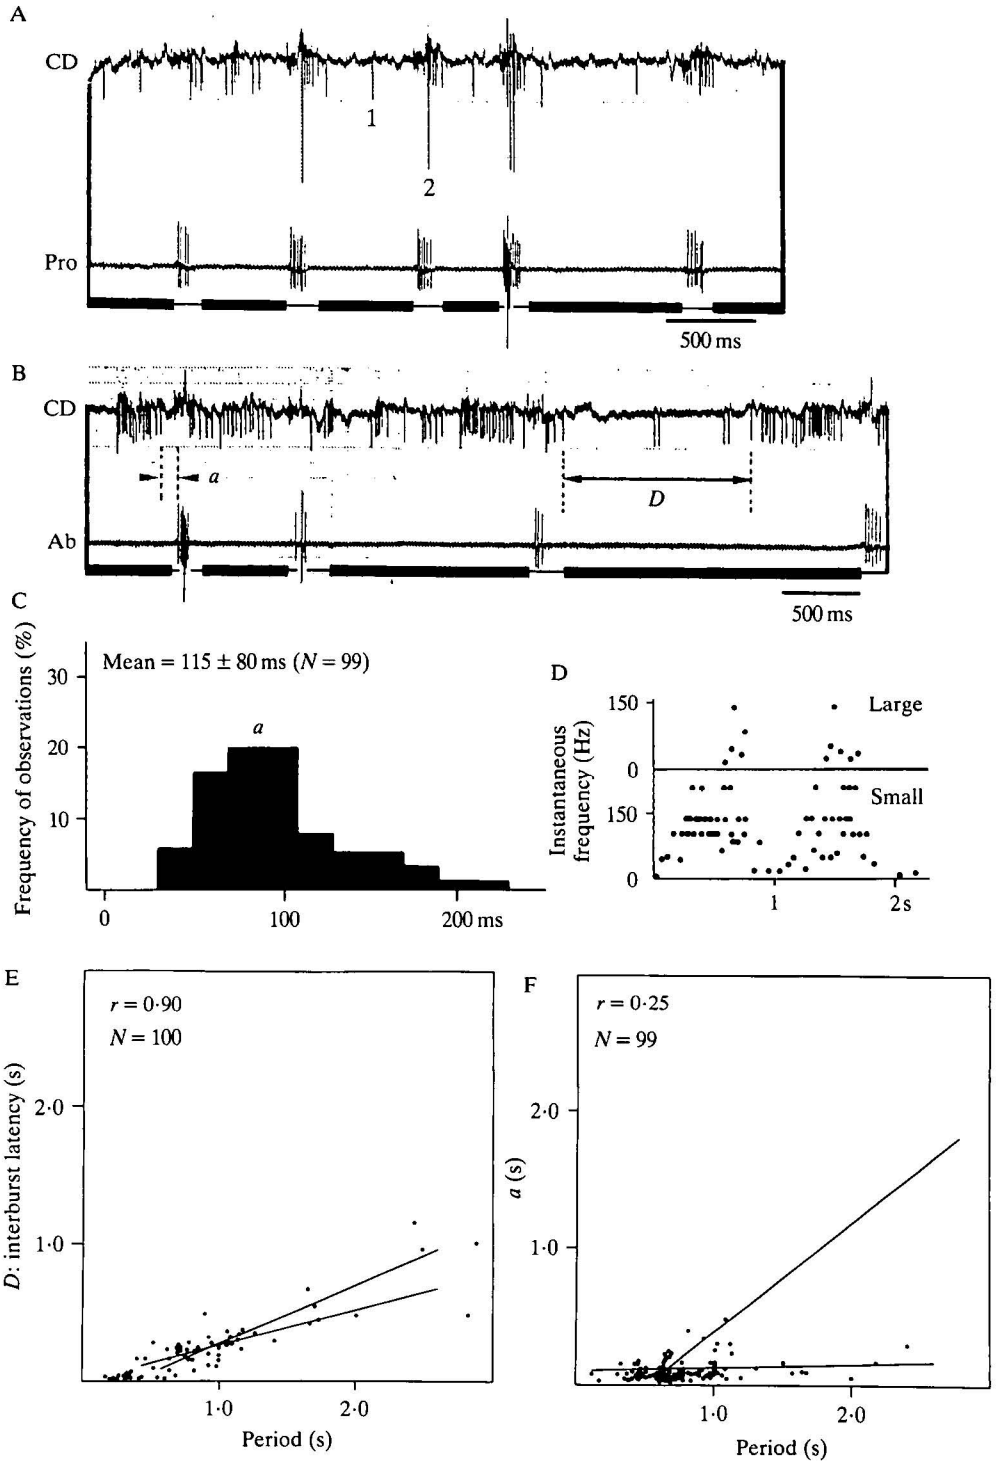 A
CD
1
2
Pro
500 ms
B
CD
a
D
Ab
500 ms
C
Frequency of observations (%)
Mean = 115 ± 80 ms (N = 99)
30
20
10
a
0
100
200 ms
D
Instantaneous
frequency (Hz)
150
Large
0
Small
150
0
1
2 s
E
r = 0·90
N = 100
D: interburst latency (s)
2·0
1·0
1·0
2·0
Period (s)
F
r = 0·25
N = 99
a (s)
2·0
1·0
1·0
2·0
Period (s)